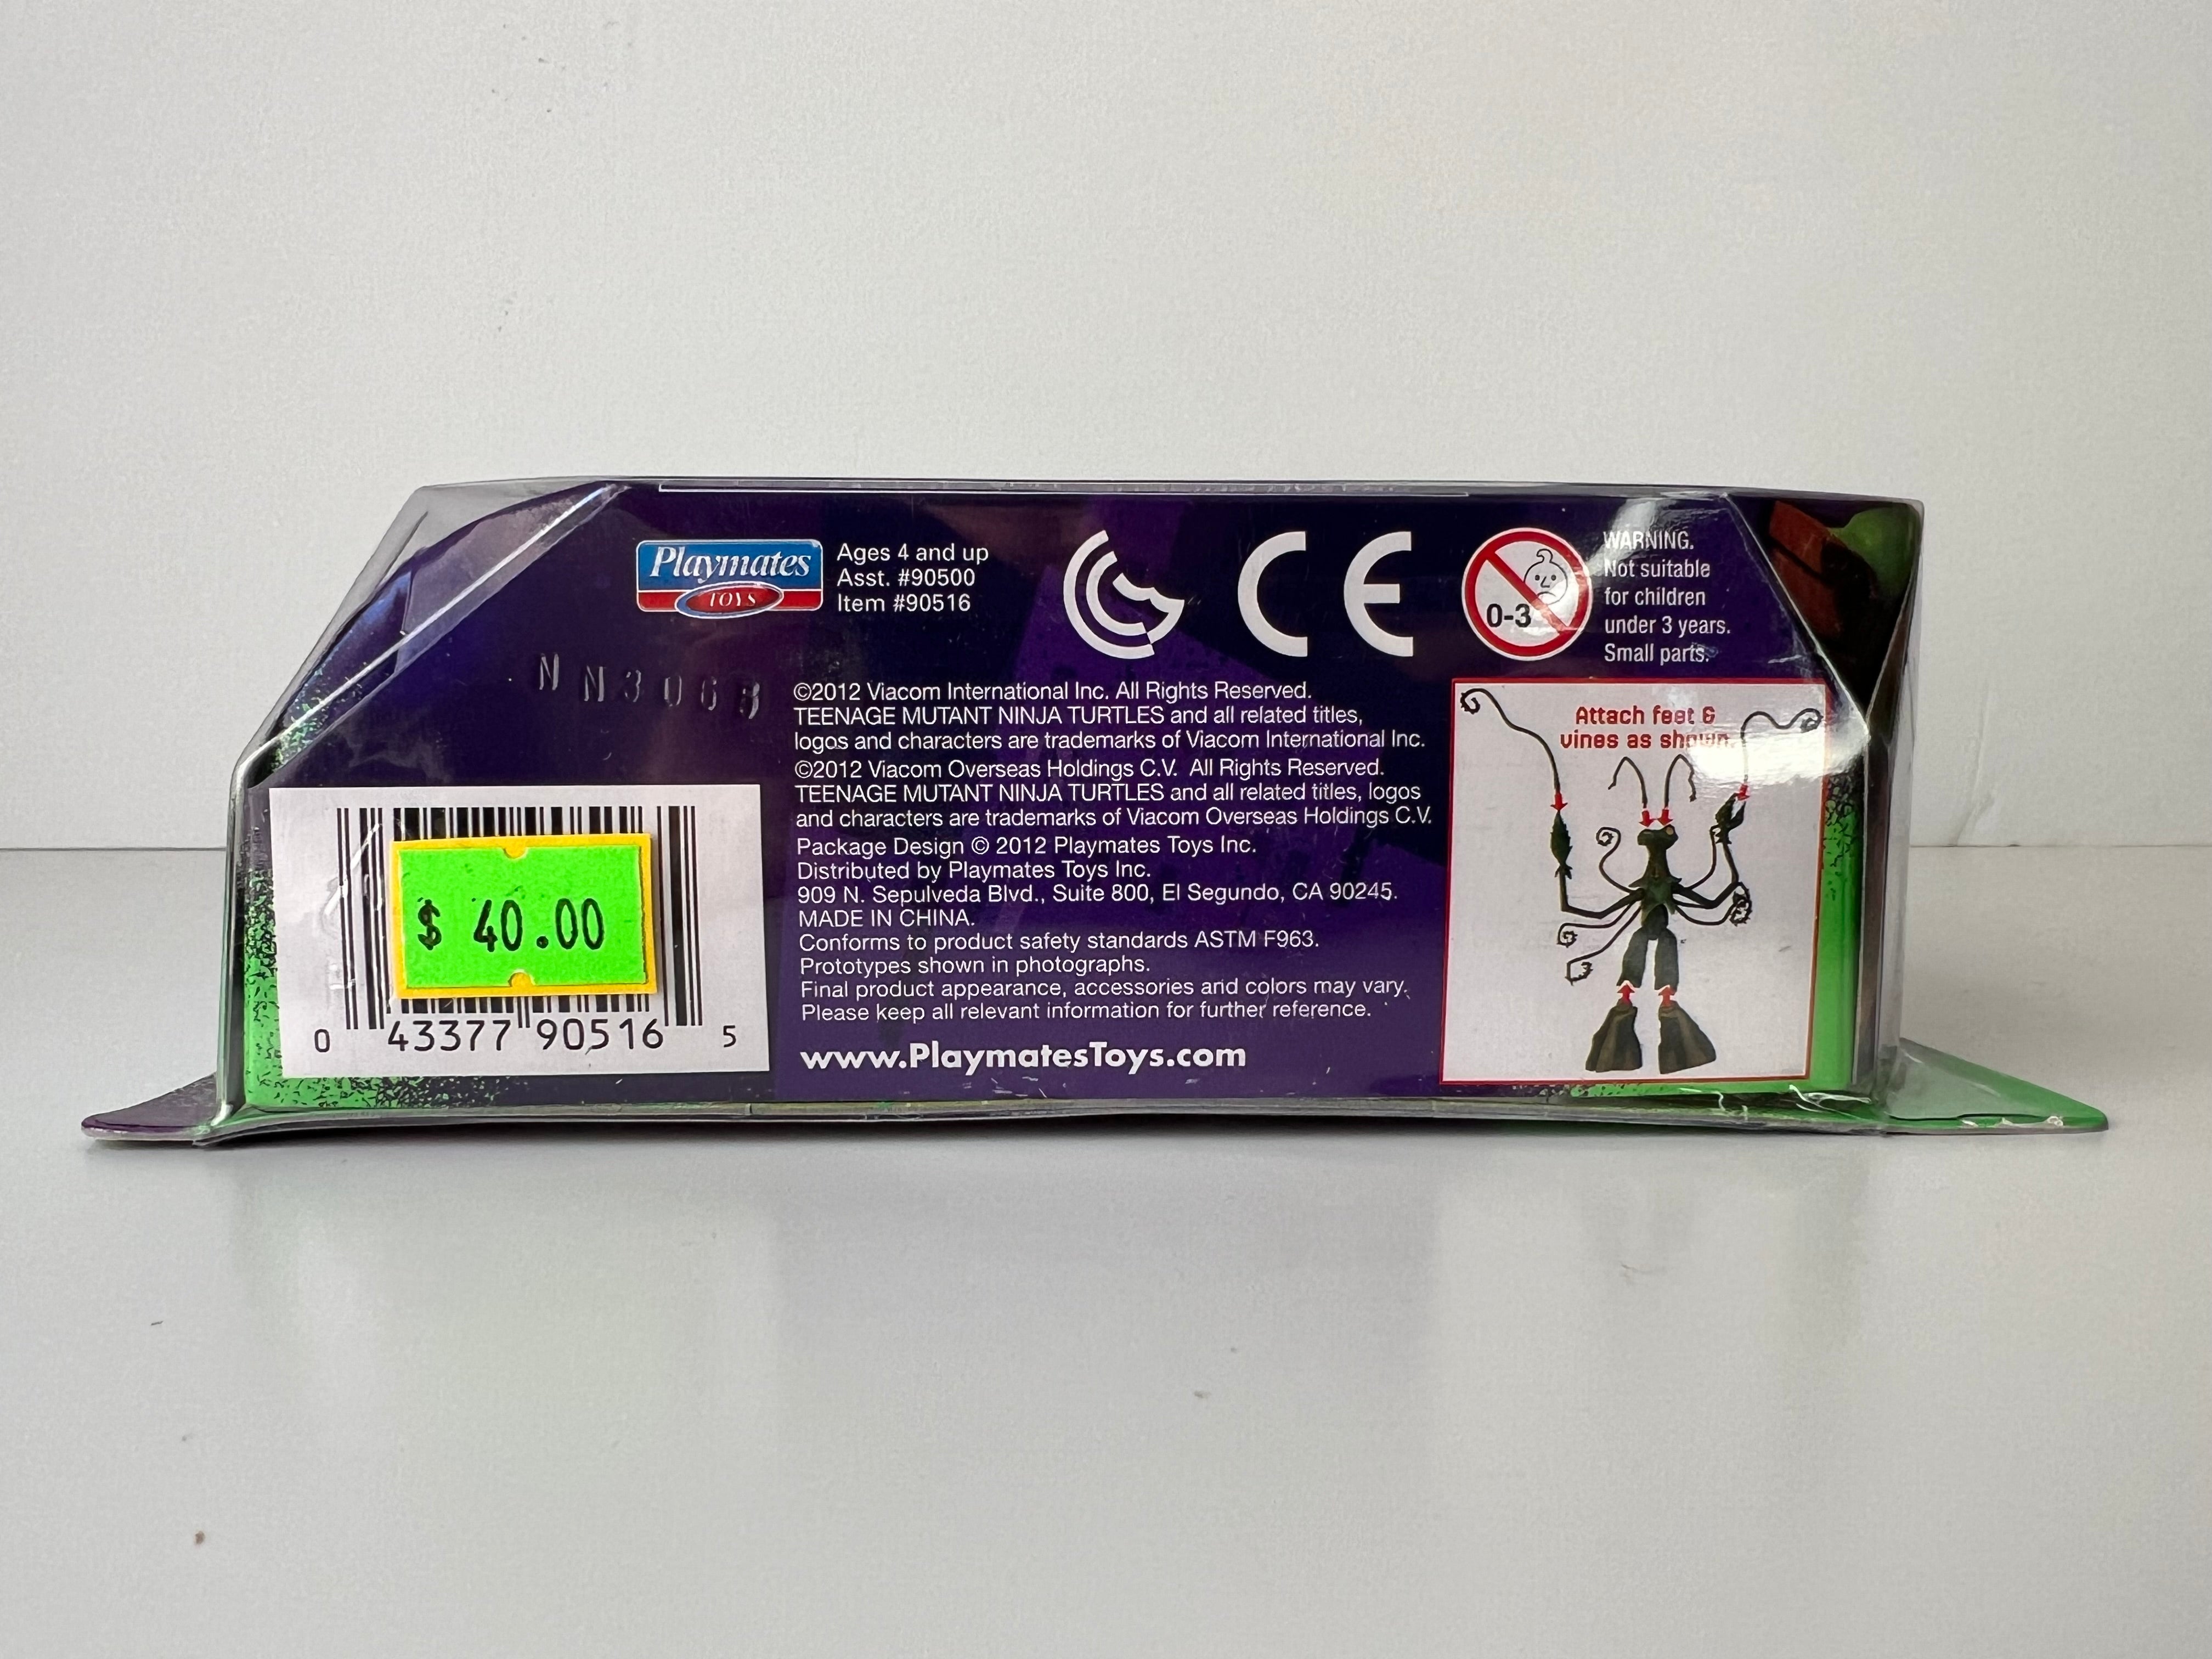 Playmates
TOYS
Ages 4 and up
Asst. #90500
Item #90516
CE
0-3
WARNING.
Not suitable
for children
under 3 years.
Small parts.
NN306B
©2012 Viacom International Inc. All Rights Reserved.
TEENAGE MUTANT NINJA TURTLES and all related titles,
logos and characters are trademarks of Viacom International Inc.
©2012 Viacom Overseas Holdings C.V. All Rights Reserved.
TEENAGE MUTANT NINJA TURTLES and all related titles, logos
and characters are trademarks of Viacom Overseas Holdings C.V.
Package Design © 2012 Playmates Toys Inc.
Distributed by Playmates Toys Inc.
909 N. Sepulveda Blvd., Suite 800, El Segundo, CA 90245.
MADE IN CHINA.
Conforms to product safety standards ASTM F963.
Prototypes shown in photographs.
Final product appearance, accessories and colors may vary.
Please keep all relevant information for further reference.
www.PlaymatesToys.com
Attach feet &
vines as shown.
$ 40.00
0 43377 90516 5